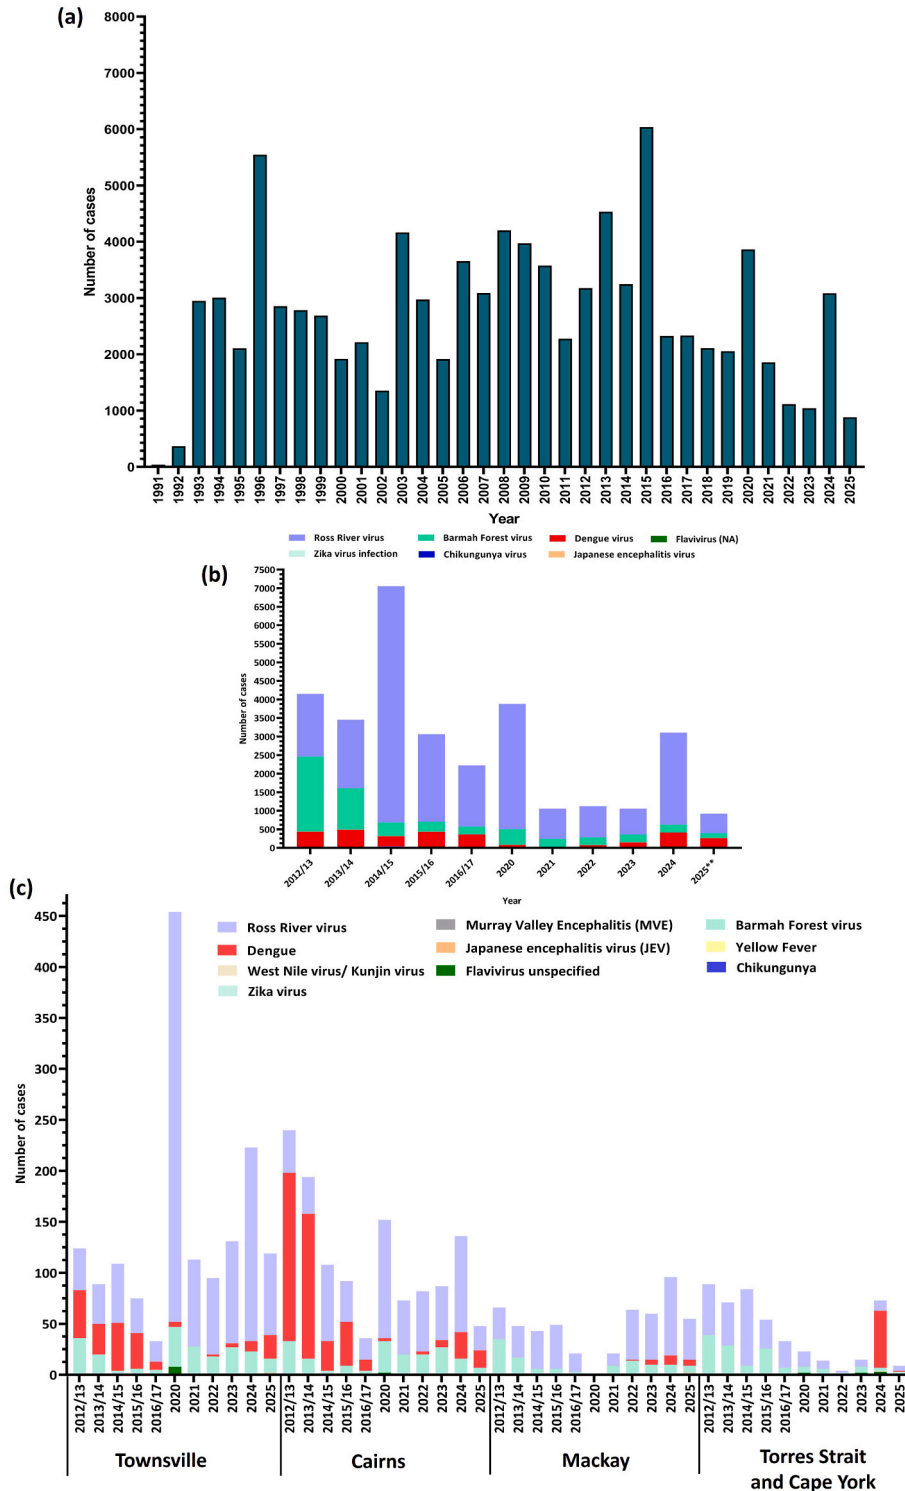 (a)
8000
7000
6000
5000
4000
3000
2000
1000
0
Number of cases
1991 1992 1993 1994 1995 1996 1997 1998 1999 2000 2001 2002 2003 2004 2005 2006 2007 2008 2009 2010 2011 2012 2013 2014 2015 2016 2017 2018 2019 2020 2021 2022 2023 2024 2025
Year
Ross River virus Barmah Forest virus Dengue virus Flavivirus (NA)
Zika virus infection Chikungunya virus Japanese encephalitis virus
(b)
7500
7000
6500
6000
5500
5000
4500
4000
3500
3000
2500
2000
1500
1000
500
0
Number of cases
2012/13 2013/14 2014/15 2015/16 2016/17 2020 2021 2022 2023 2024 2025**
Year
(c)
Ross River virus Murray Valley Encephalitis (MVE) Barmah Forest virus
Dengue Japanese encephalitis virus (JEV) Yellow Fever
West Nile virus/ Kunjin virus Flavivirus unspecified Chikungunya
Zika virus
450
400
350
300
250
200
150
100
50
0
Number of cases
2012/13 2013/14 2014/15 2015/16 2016/17 2020 2021 2022 2023 2024 2025 2012/13 2013/14 2014/15 2015/16 2016/17 2020 2021 2022 2023 2024 2025 2012/13 2013/14 2014/15 2015/16 2016/17 2020 2021 2022 2023 2024 2025 2012/13 2013/14 2014/15 2015/16 2016/17 2020 2021 2022 2023 2024 2025
Townsville Cairns Mackay Torres Strait
and Cape York